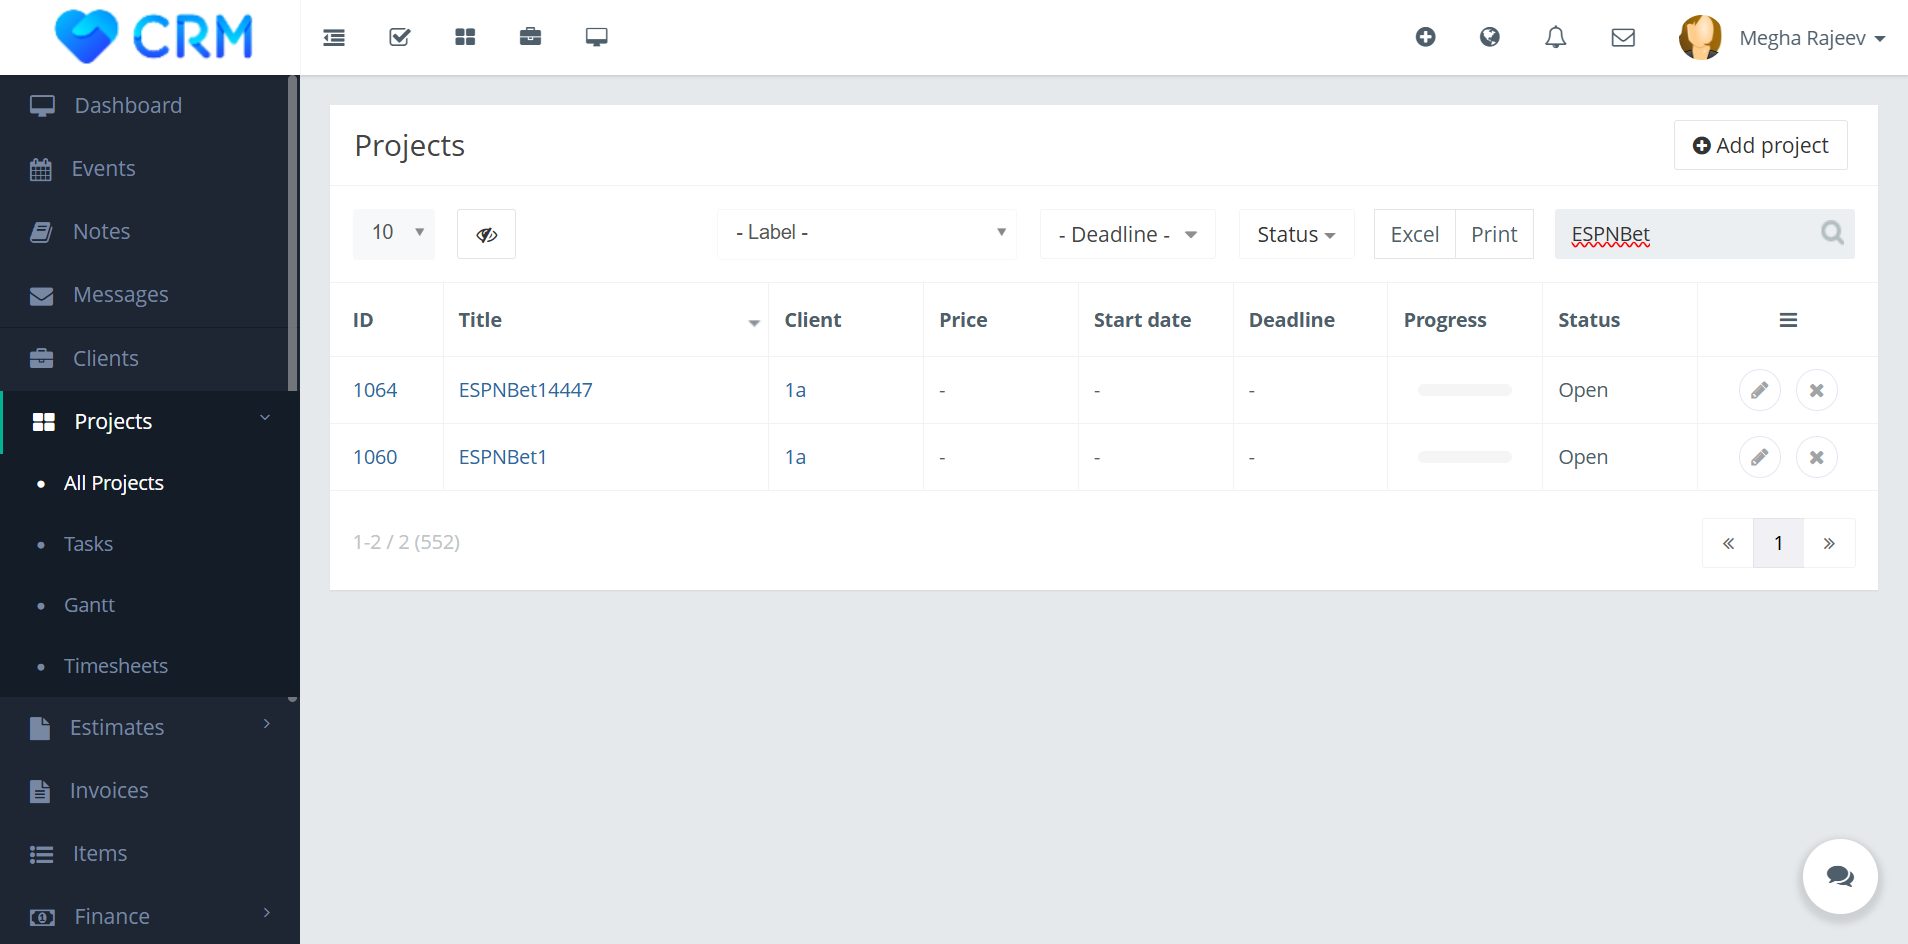 CRM
Megha Rajeev
Dashboard
Events
Notes
Messages
Clients
Projects
All Projects
Tasks
Gantt
Timesheets
Estimates
Invoices
Items
Finance
Projects
Add project
10
- Label -
- Deadline -
Status
Excel
Print
ESPNBet
ID Title Client Price Start date Deadline Progress Status
1064 ESPNBet14447 1a - - - Open
1060 ESPNBet1 1a - - - Open
1-2 / 2 (552)
« 1 »